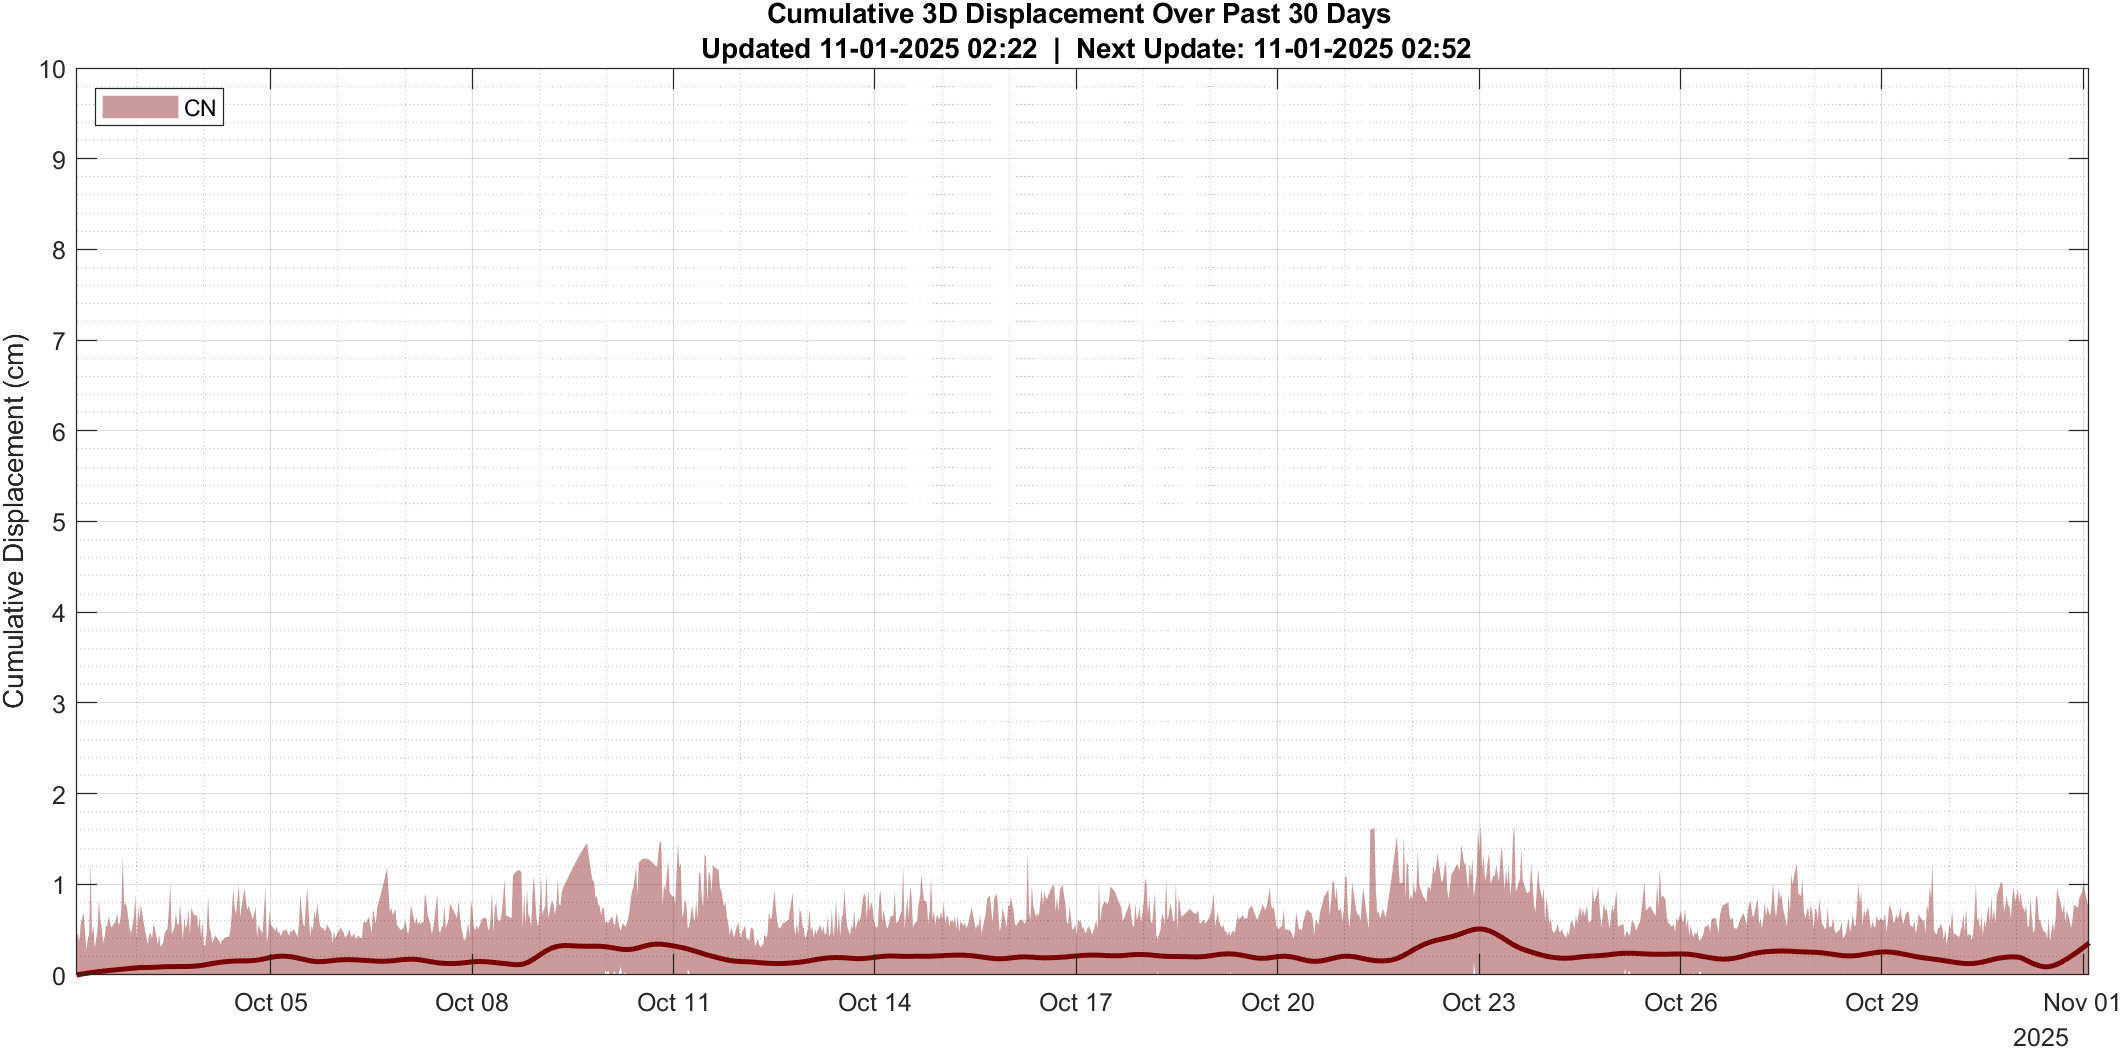 Cumulative 3D Displacement Over Past 30 Days
Updated 11-01-2025 02:22 | Next Update: 11-01-2025 02:52
CN
Cumulative Displacement (cm)
10
9
8
7
6
5
4
3
2
1
0
Oct 05 Oct 08 Oct 11 Oct 14 Oct 17 Oct 20 Oct 23 Oct 26 Oct 29 Nov 01
2025